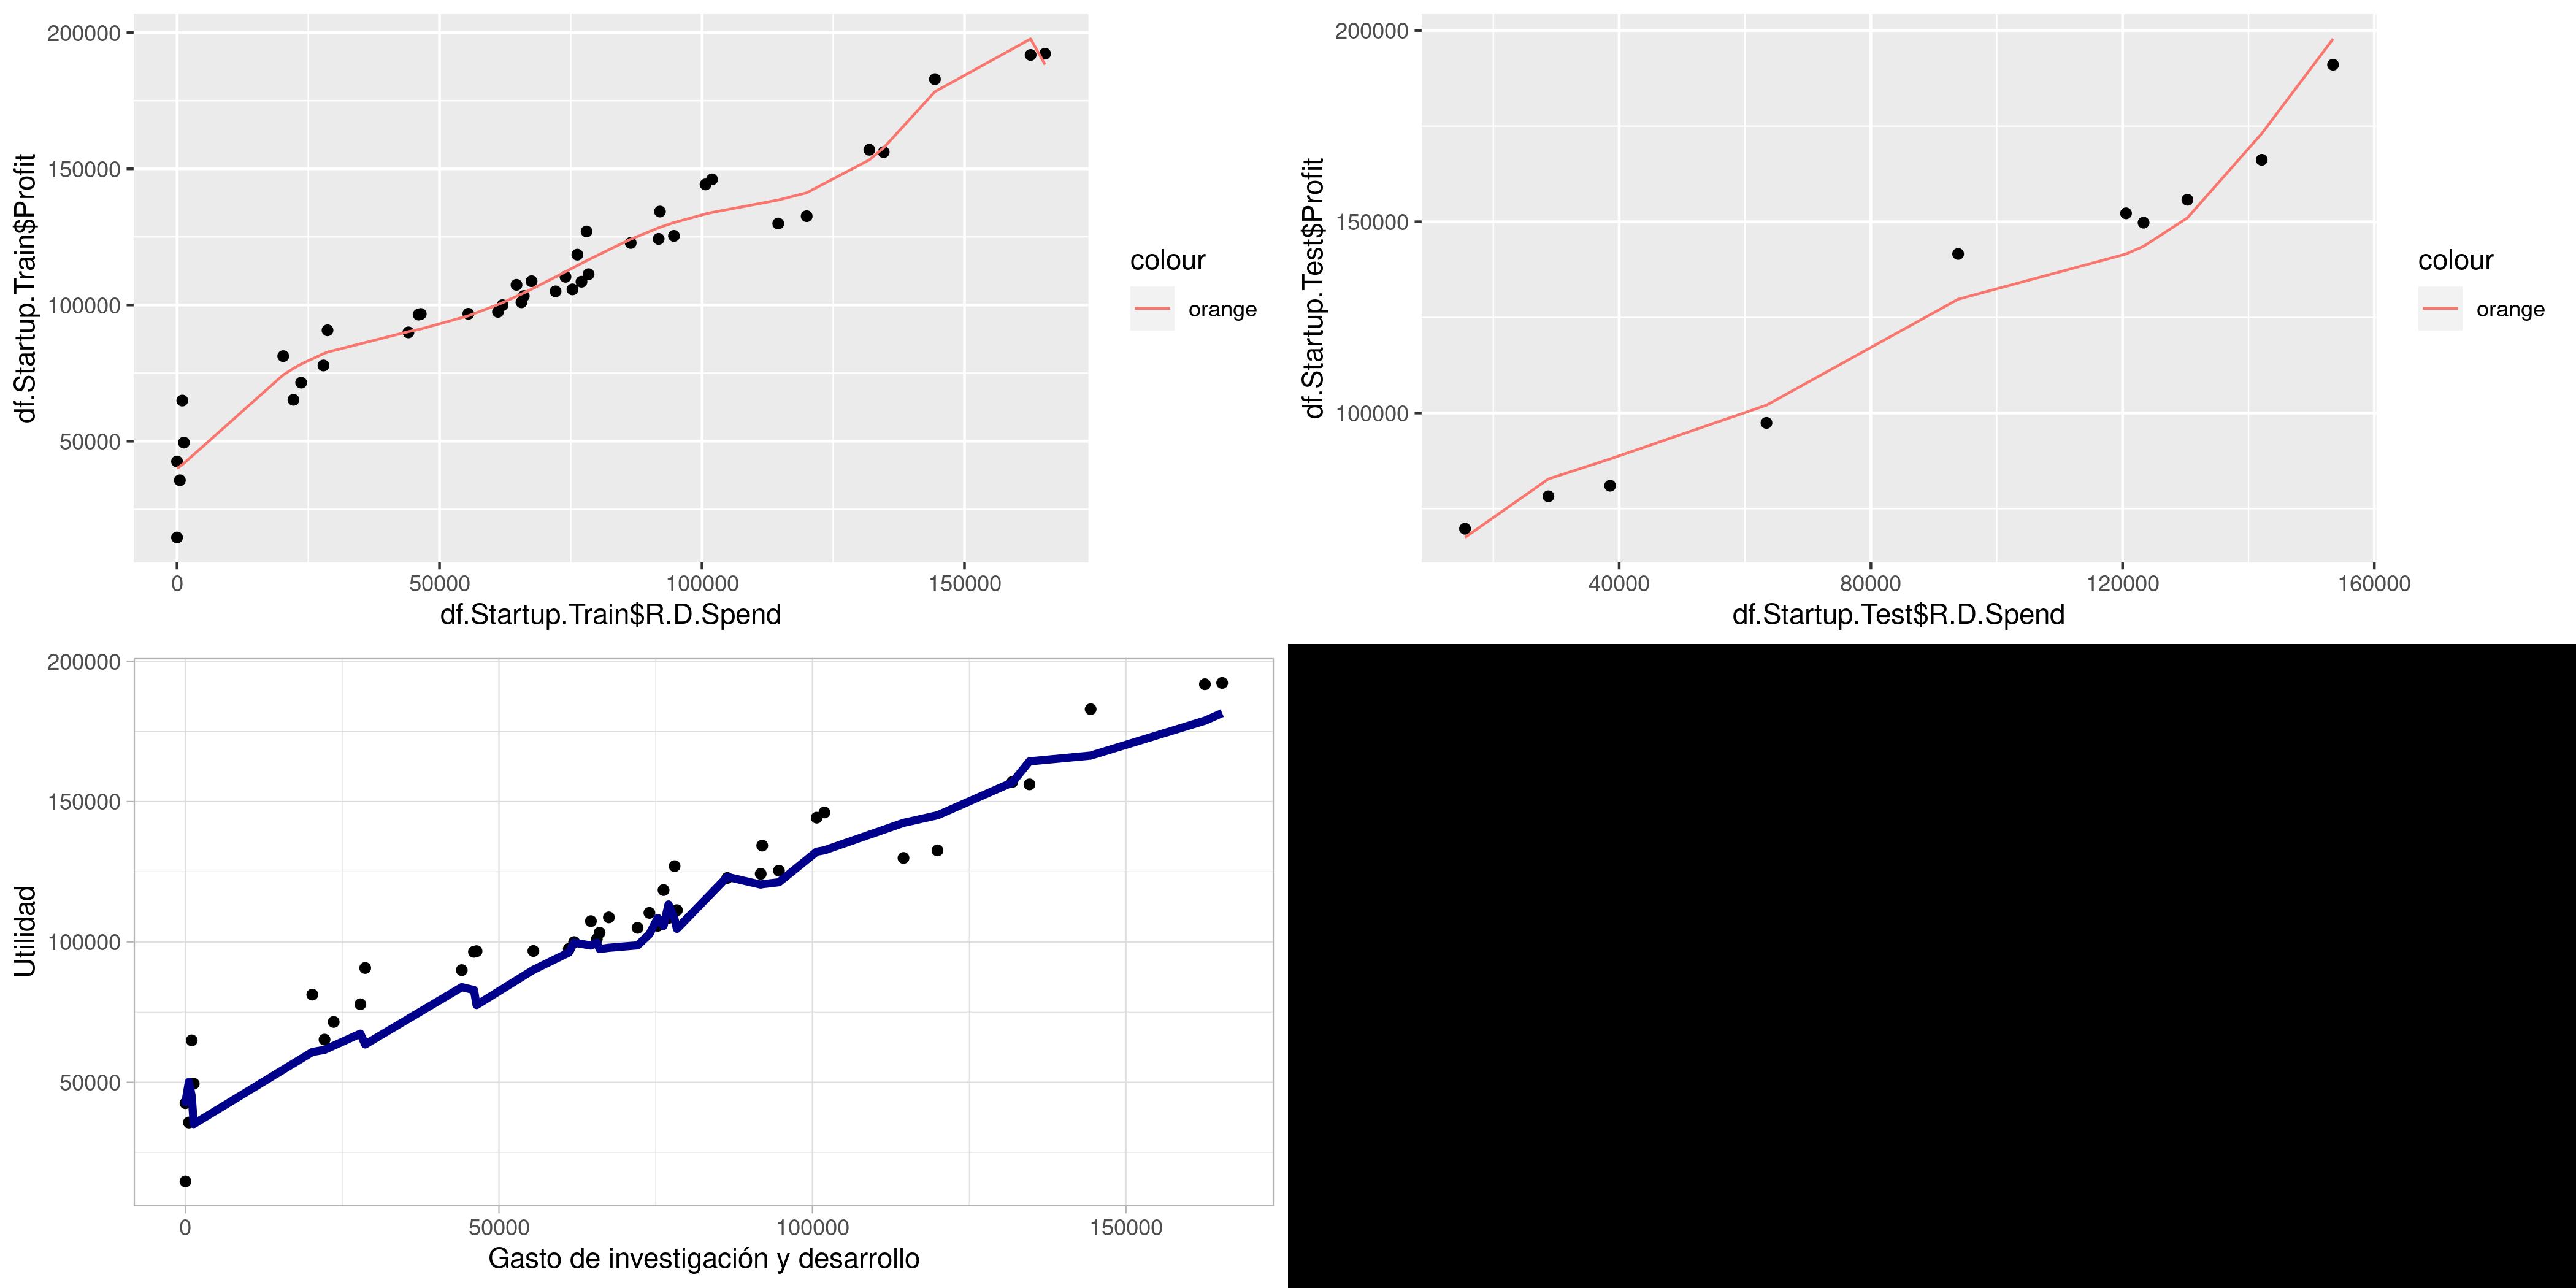 200000
150000
100000
50000
df.Startup.Train$Profit
0 50000 100000 150000
df.Startup.Train$R.D.Spend
colour
orange
200000
150000
100000
df.Startup.Test$Profit
40000 80000 120000 160000
df.Startup.Test$R.D.Spend
colour
orange
200000
150000
100000
50000
Utilidad
0 50000 100000 150000
Gasto de investigación y desarrollo